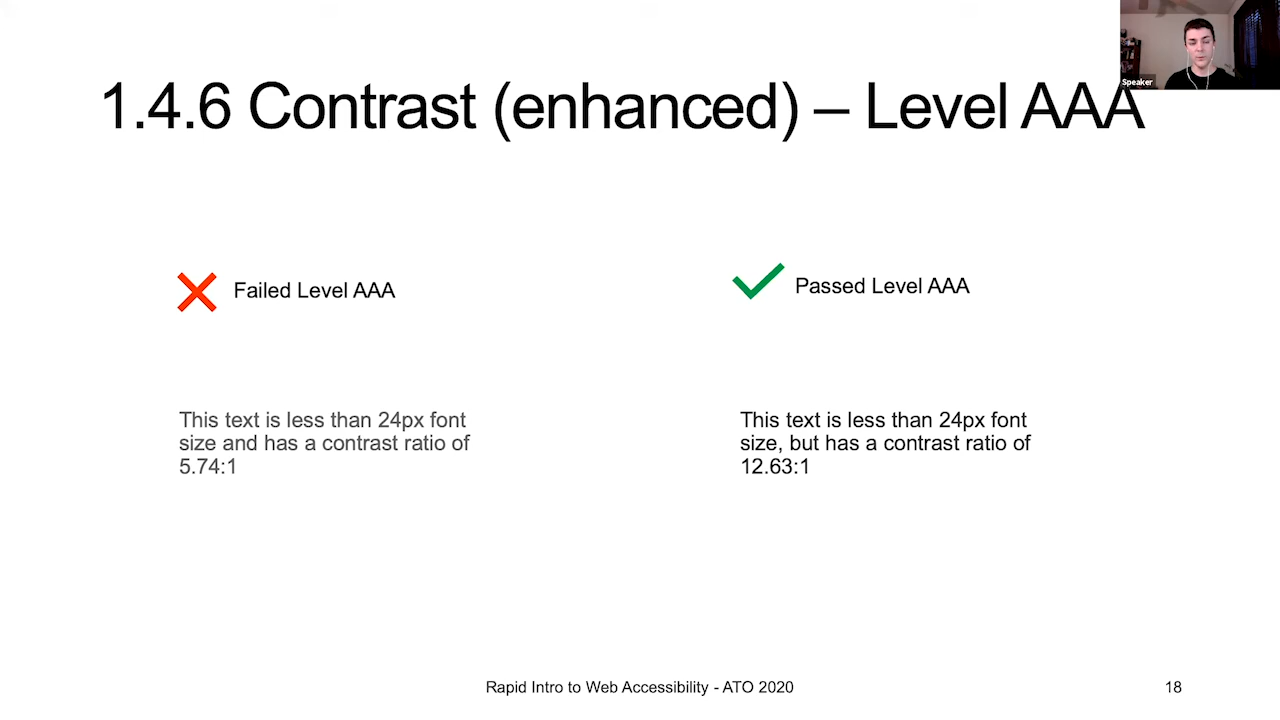 Speaker
1.4.6 Contrast (enhanced) – Level AAA
Failed Level AAA
Passed Level AAA
This text is less than 24px font
size and has a contrast ratio of
5.74:1
This text is less than 24px font
size, but has a contrast ratio of
12.63:1
Rapid Intro to Web Accessibility - ATO 2020
18